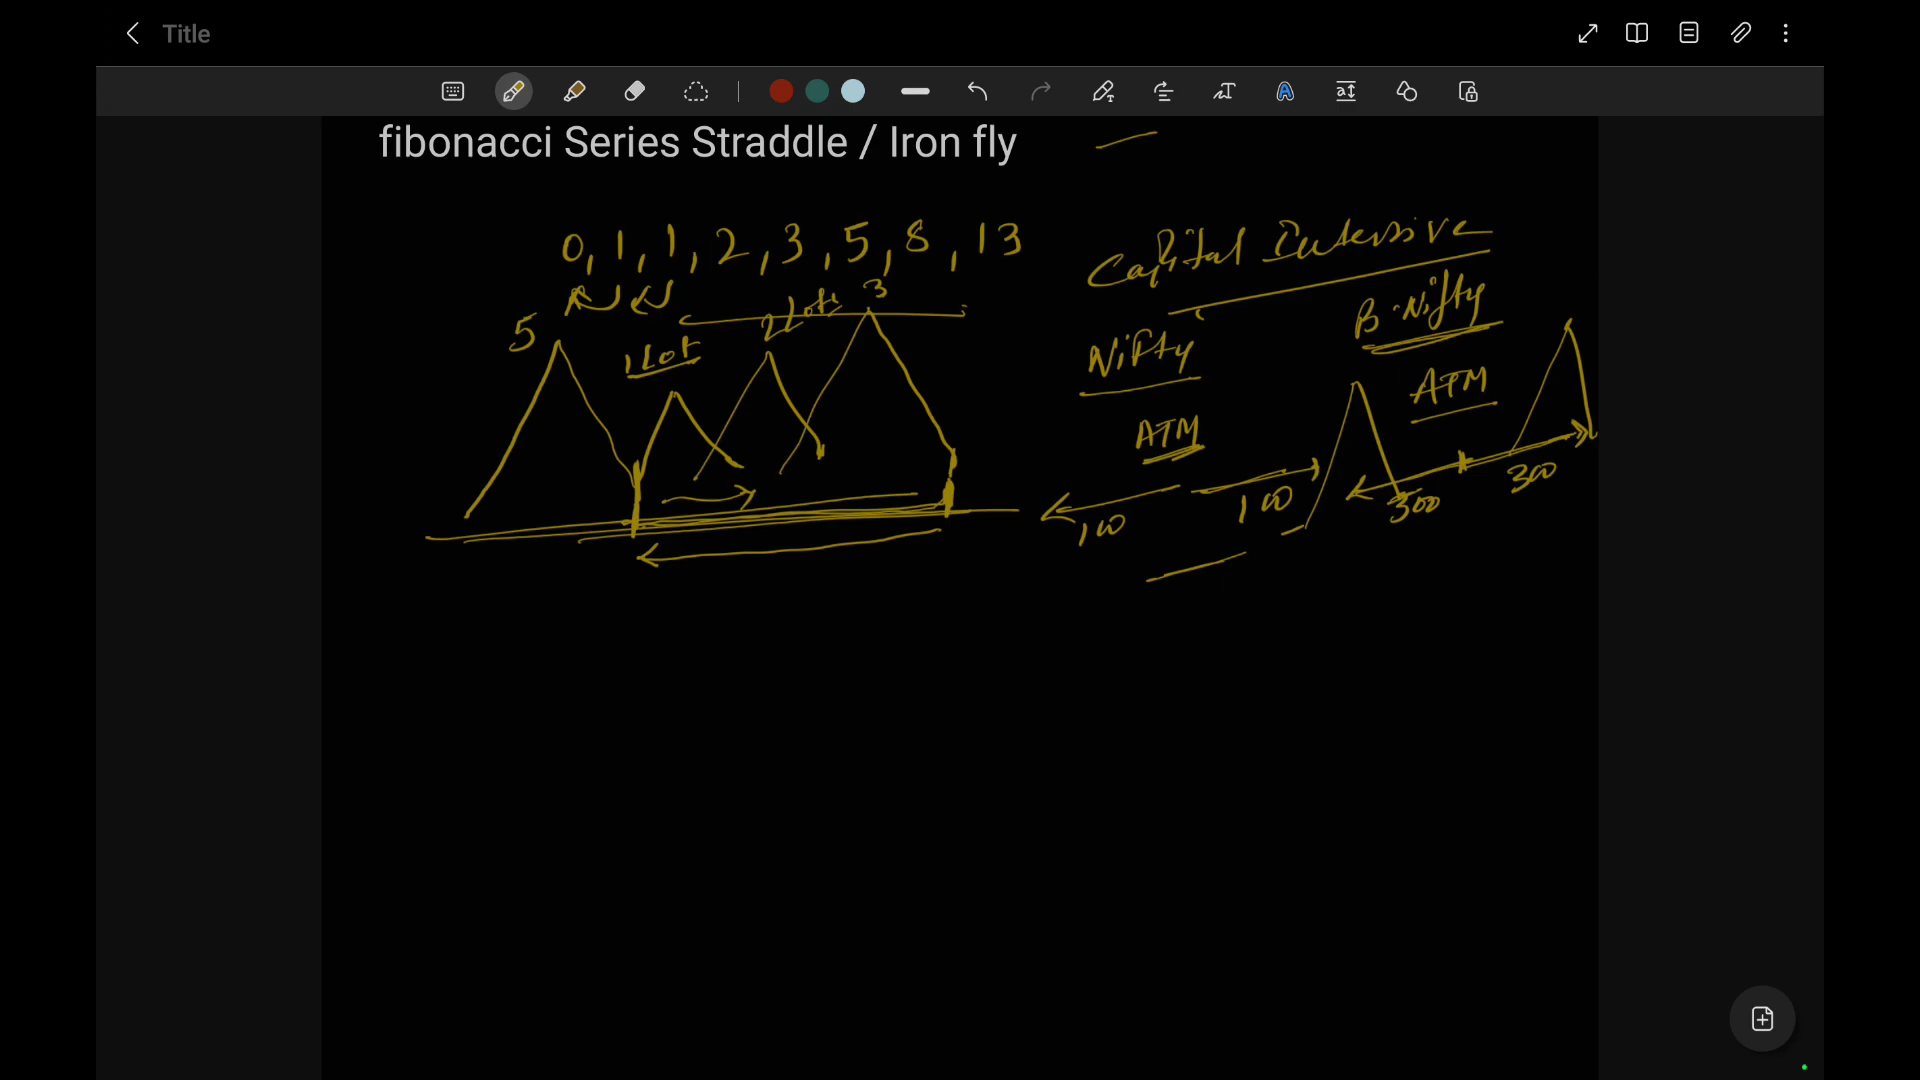 Title
fibonacci Series Straddle / Iron fly
0, 1, 1, 2, 3, 5, 8, 13
Capital Intensive
5
1 Lot
2 Lots
3
Nifty
B.Nifty
ATM
ATM
100
100
300
300